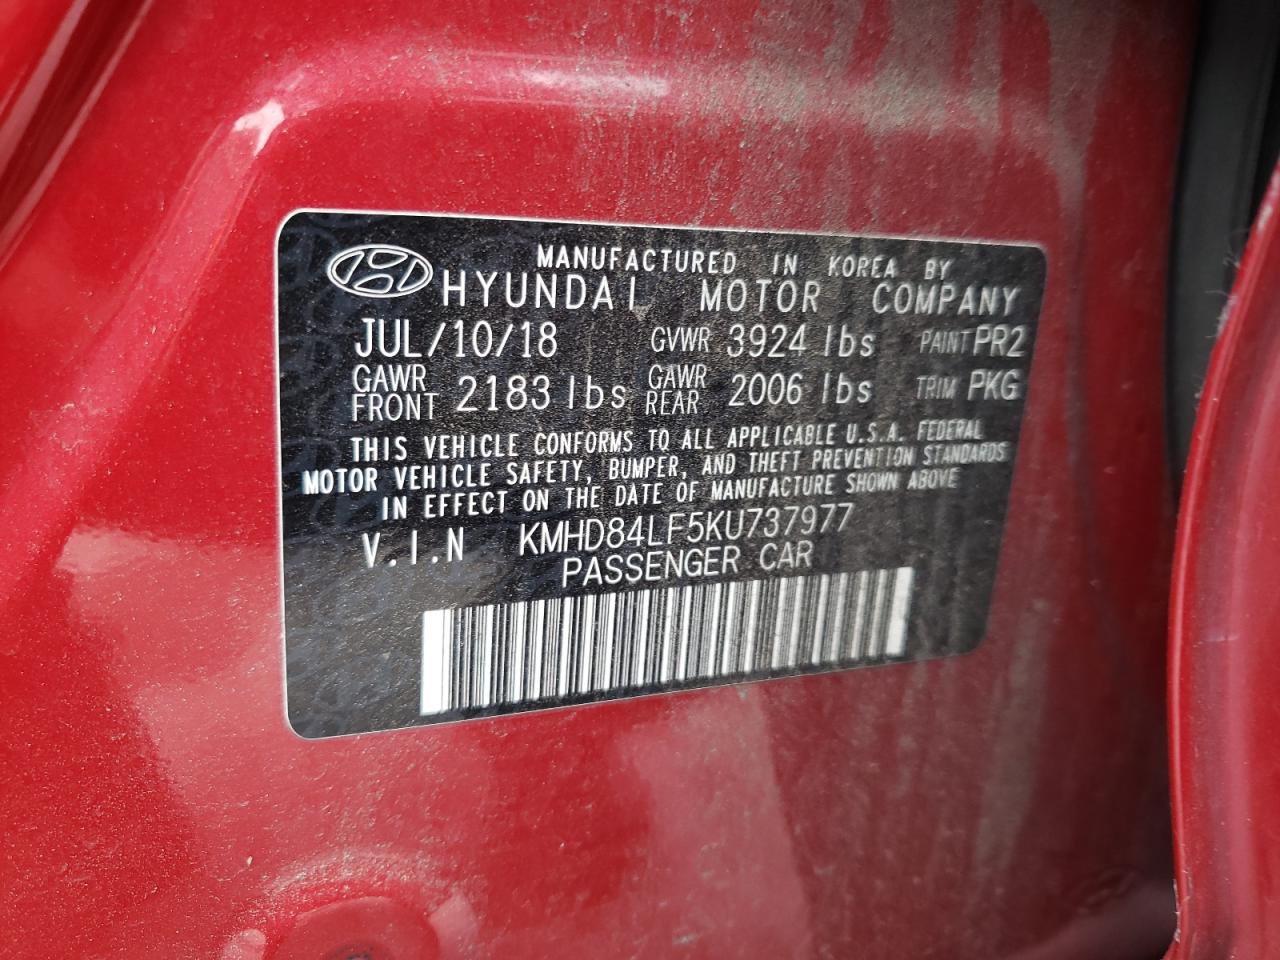 MANUFACTURED IN KOREA BY
HYUNDAI MOTOR COMPANY
JUL/10/18 GVWR 3924 lbs PAINT PR2
GAWR FRONT 2183 lbs GAWR REAR 2006 lbs TRIM PKG
THIS VEHICLE CONFORMS TO ALL APPLICABLE U.S.A. FEDERAL
MOTOR VEHICLE SAFETY, BUMPER, AND THEFT PREVENTION STANDARDS
IN EFFECT ON THE DATE OF MANUFACTURE SHOWN ABOVE
V.I.N KMHD84LF5KU737977
PASSENGER CAR